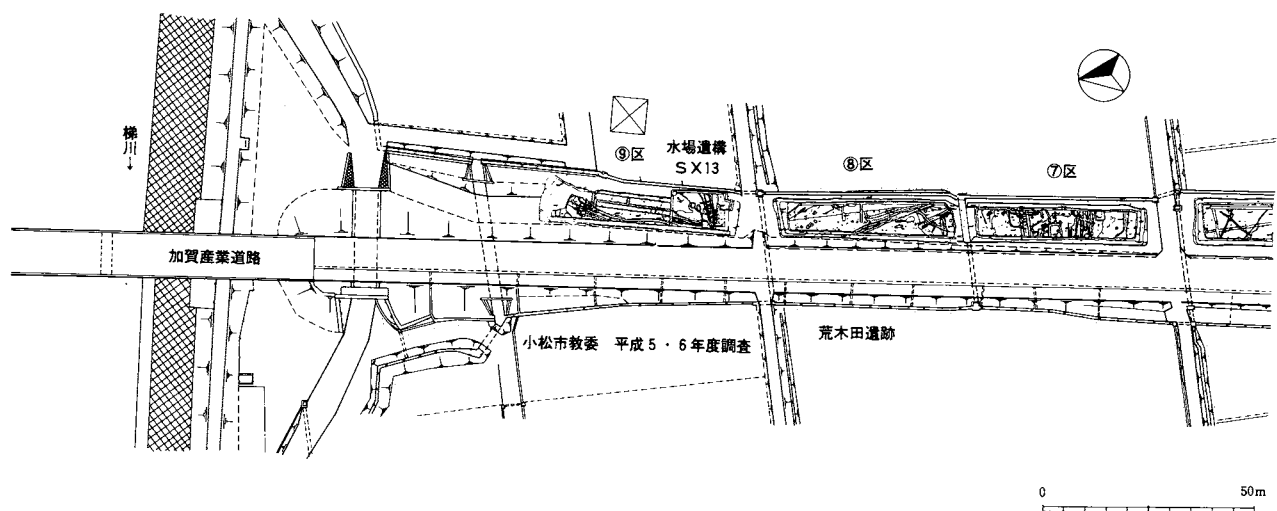 梯川→
⑨区
水場遺構
SX13
⑧区
⑦区
加賀産業道路
小松市教委 平成5・6年度調査
荒木田遺跡
0 50m